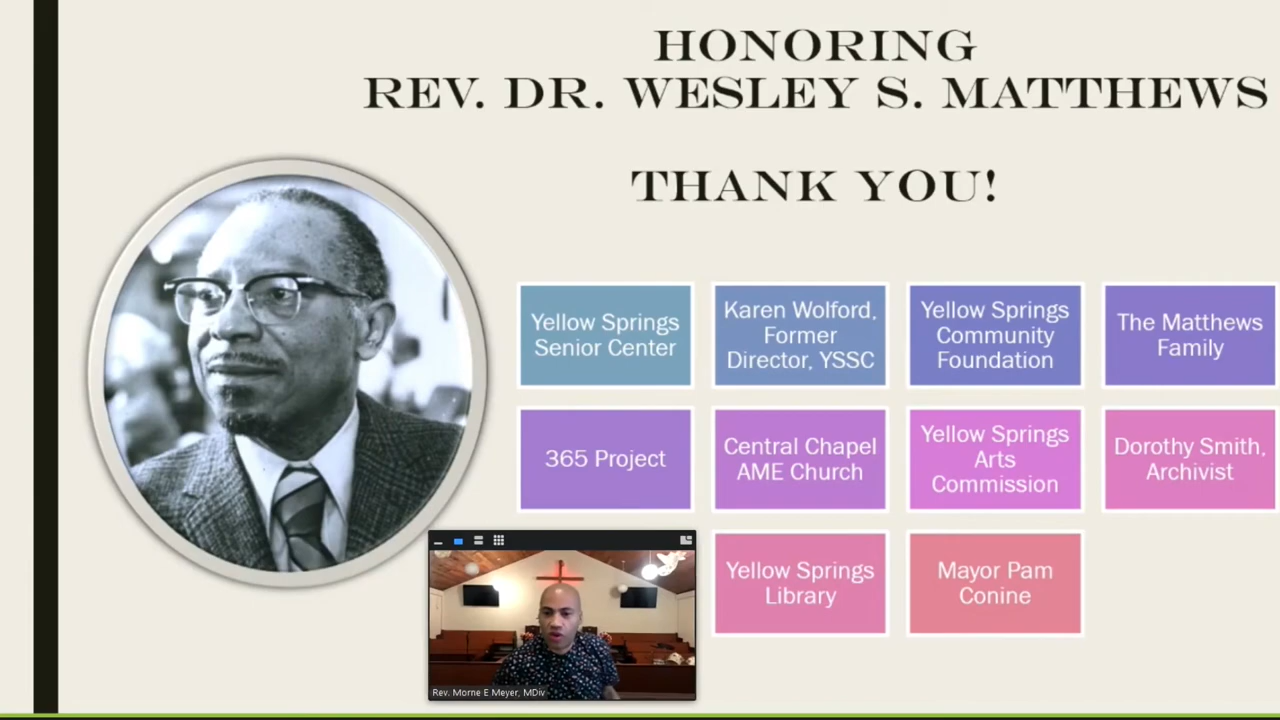 HONORING
REV. DR. WESLEY S. MATTHEWS
THANK YOU!
Yellow Springs
Senior Center
Karen Wolford,
Former
Director, YSSC
Yellow Springs
Community
Foundation
The Matthews
Family
365 Project
Central Chapel
AME Church
Yellow Springs
Arts
Commission
Dorothy Smith,
Archivist
Yellow Springs
Library
Mayor Pam
Conine
Rev. Morne E Meyer, MDiv